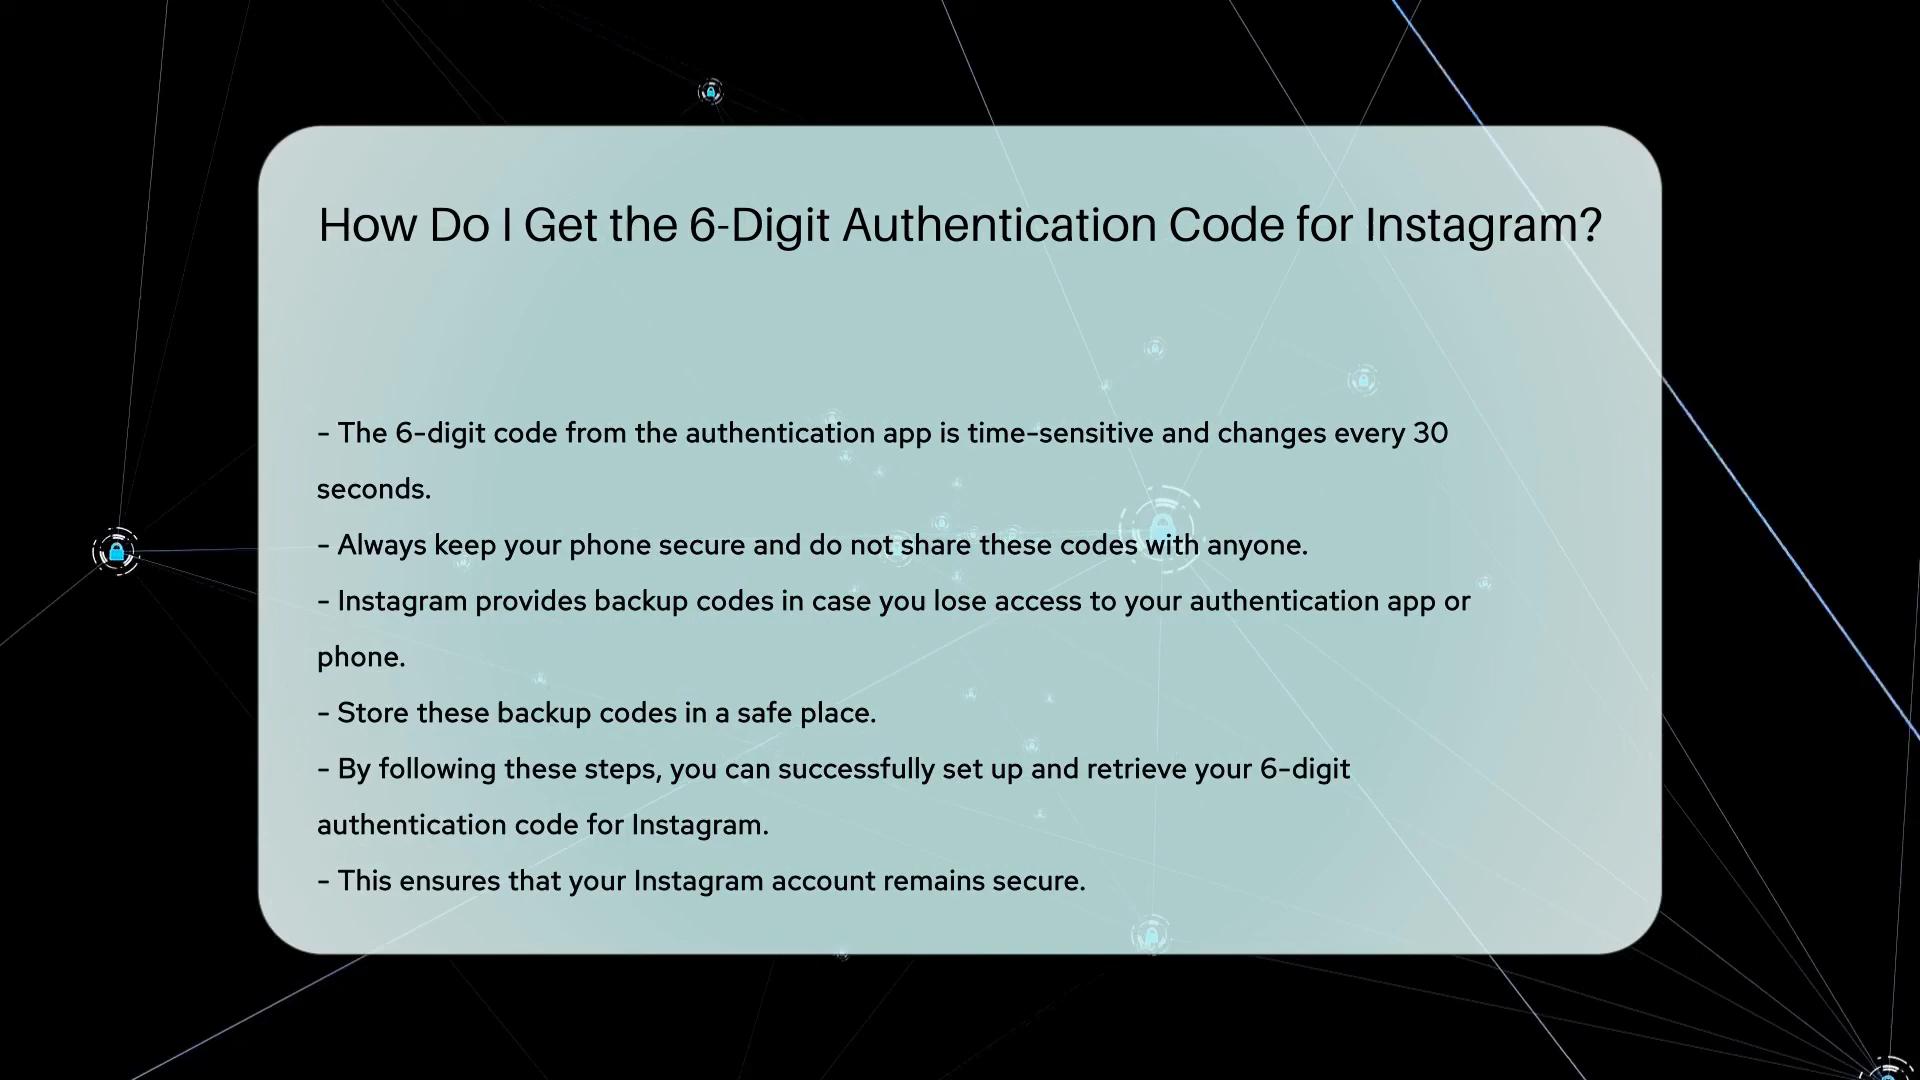 How Do I Get the 6-Digit Authentication Code for Instagram?
- The 6-digit code from the authentication app is time-sensitive and changes every 30
seconds.
- Always keep your phone secure and do not share these codes with anyone.
- Instagram provides backup codes in case you lose access to your authentication app or
phone.
- Store these backup codes in a safe place.
- By following these steps, you can successfully set up and retrieve your 6-digit
authentication code for Instagram.
- This ensures that your Instagram account remains secure.